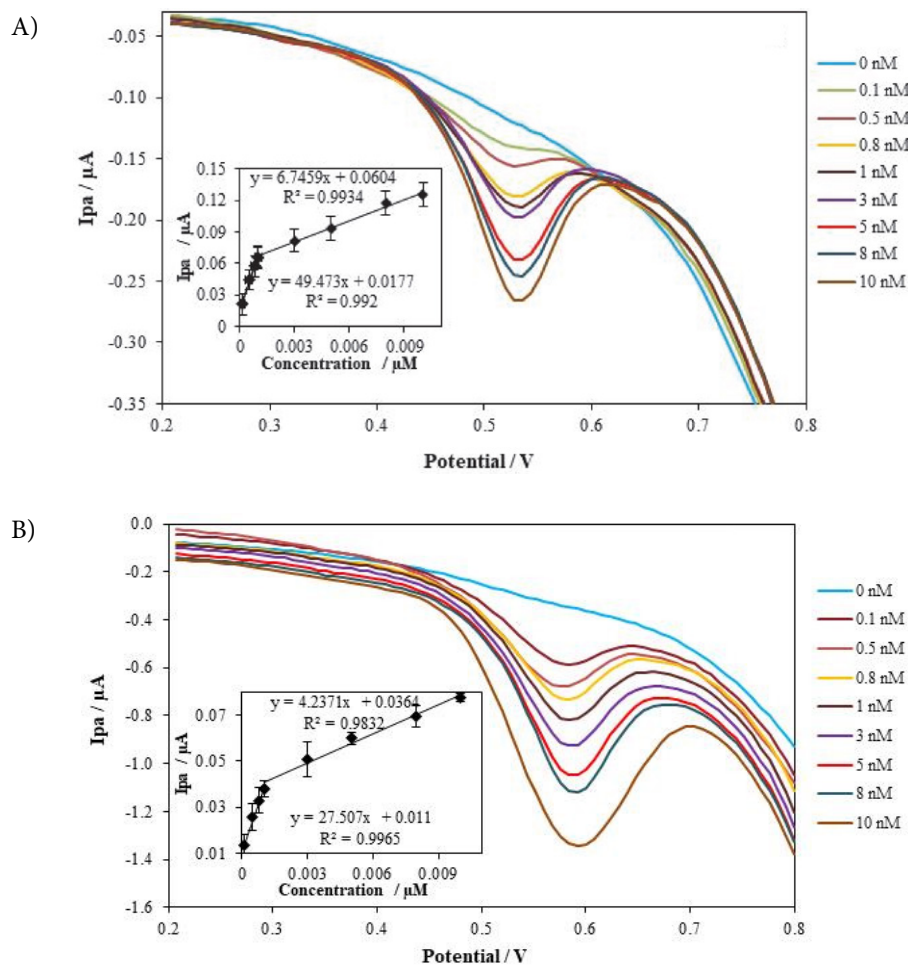 A)
-0.05
-0.10
-0.15
-0.20
-0.25
-0.30
-0.35
Ipa / µA
0.2 0.3 0.4 0.5 0.6 0.7 0.8
Potential / V
0 nM
0.1 nM
0.5 nM
0.8 nM
1 nM
3 nM
5 nM
8 nM
10 nM
0.15
0.12
0.09
0.06
0.03
0
Ipa / µA
y = 6.7459x + 0.0604
R² = 0.9934
y = 49.473x + 0.0177
R² = 0.992
0 0.003 0.006 0.009
Concentration / µM
B)
0.0
-0.2
-0.4
-0.6
-0.8
-1.0
-1.2
-1.4
-1.6
Ipa / µA
0.2 0.3 0.4 0.5 0.6 0.7 0.8
Potential / V
0 nM
0.1 nM
0.5 nM
0.8 nM
1 nM
3 nM
5 nM
8 nM
10 nM
0.07
0.05
0.03
0.01
Ipa / µA
y = 4.2371x + 0.0364
R² = 0.9832
y = 27.507x + 0.011
R² = 0.9965
0 0.003 0.006 0.009
Concentration / µM